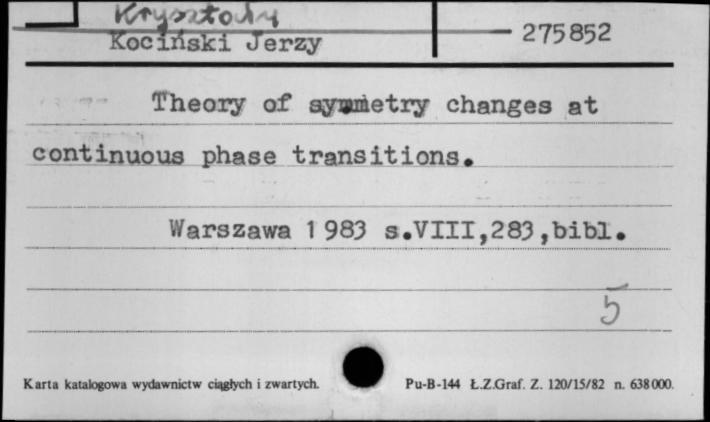 Kryształy
Kociński Jerzy
275852
Theory of symmetry changes at
continuous phase transitions.
Warszawa 1983 s.VIII,283,bibl.
5
Karta katalogowa wydawnictw ciągłych i zwartych.
Pu-B-144 Ł.Z.Graf. Z. 120/15/82 n. 638000.